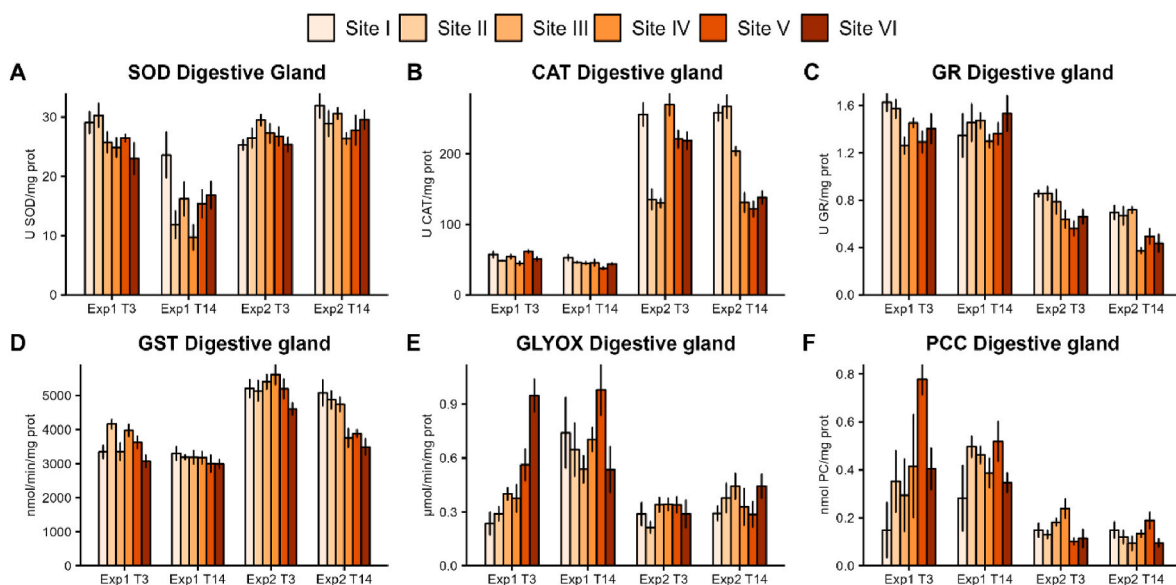 Site I Site II Site III Site IV Site V Site VI
A SOD Digestive Gland
U SOD/mg prot
30
20
10
0
Exp1 T3 Exp1 T14 Exp2 T3 Exp2 T14
B CAT Digestive gland
U CAT/mg prot
200
100
0
Exp1 T3 Exp1 T14 Exp2 T3 Exp2 T14
C GR Digestive gland
U GR/mg prot
1.6
1.2
0.8
0.4
0.0
Exp1 T3 Exp1 T14 Exp2 T3 Exp2 T14
D GST Digestive gland
nmol/min/mg prot
5000
4000
3000
2000
1000
0
Exp1 T3 Exp1 T14 Exp2 T3 Exp2 T14
E GLYOX Digestive gland
µmol/min/mg prot
0.9
0.6
0.3
0.0
Exp1 T3 Exp1 T14 Exp2 T3 Exp2 T14
F PCC Digestive gland
nmol PC/mg prot
0.8
0.6
0.4
0.2
0.0
Exp1 T3 Exp1 T14 Exp2 T3 Exp2 T14